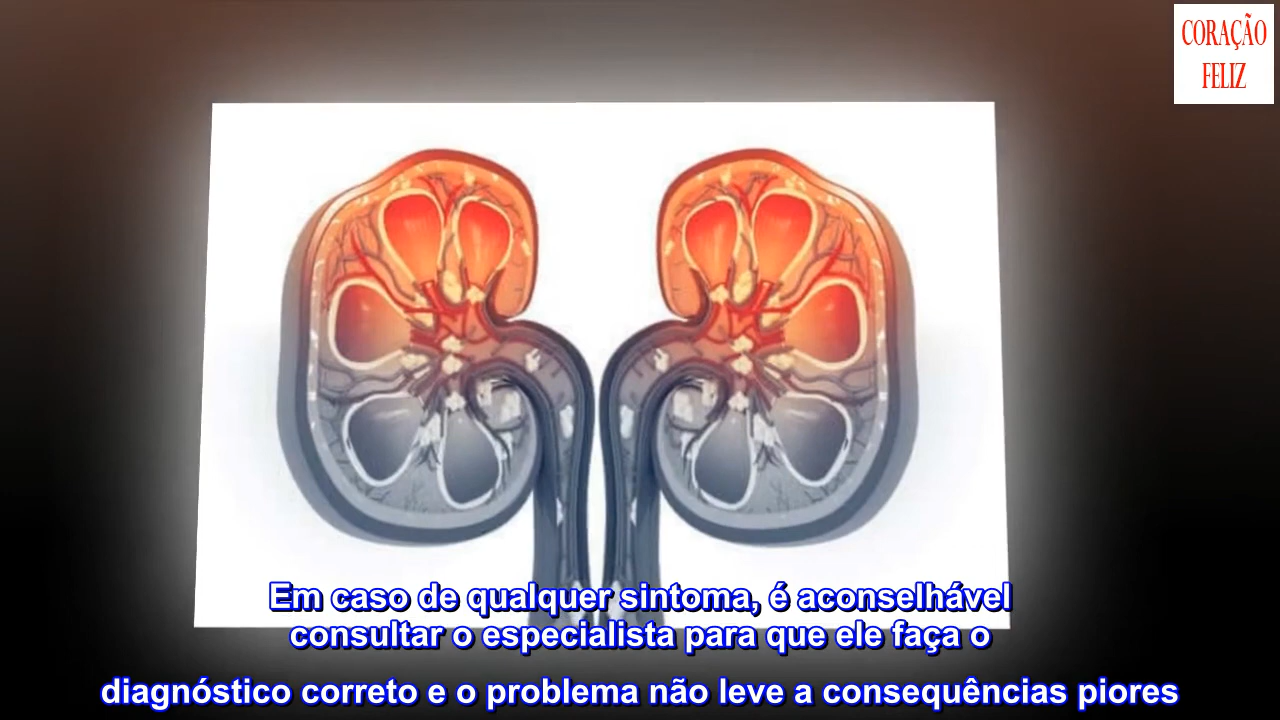 CORAÇÃO
FELIZ
Em caso de qualquer sintoma, é aconselhável
consultar o especialista para que ele faça o
diagnóstico correto e o problema não leve a consequências piores